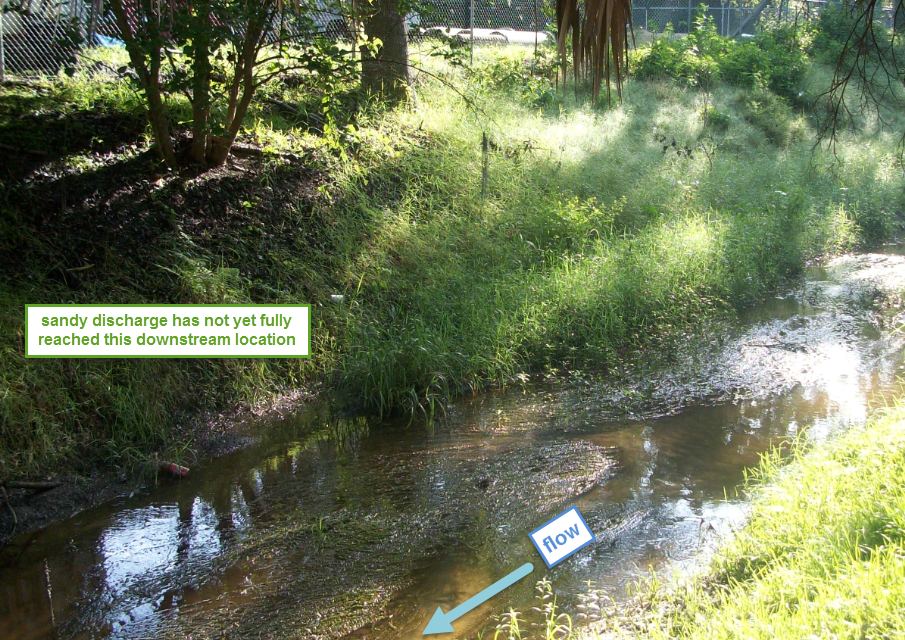 sandy discharge has not yet fully
reached this downstream location
flow